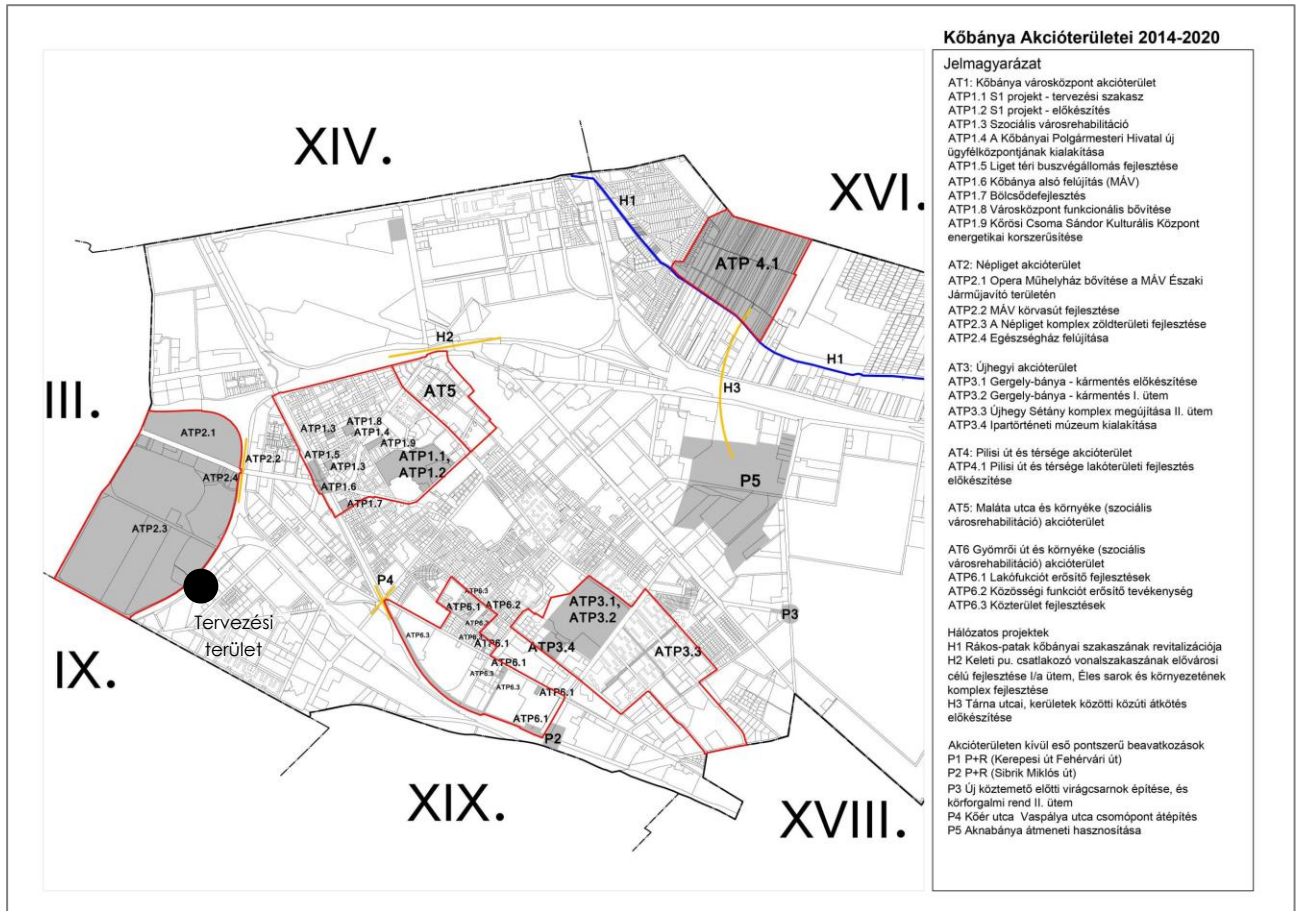 Kőbánya Akcióterületei 2014-2020
Jelmagyarázat
AT1: Kőbánya városközpont akcióterület
ATP1.1 S1 projekt - tervezési szakasz
ATP1.2 S1 projekt - előkészítés
ATP1.3 Szociális városrehabilitáció
ATP1.4 A Kőbányai Polgármesteri Hivatal új
ügyfélközpontjának kialakítása
ATP1.5 Liget téri buszvégállomás fejlesztése
ATP1.6 Kőbánya alsó felújítás (MÁV)
ATP1.7 Bölcsődefejlesztés
ATP1.8 Városközpont funkcionális bővítése
ATP1.9 Kőrösi Csoma Sándor Kulturális Központ
energetikai korszerűsítése
AT2: Népliget akcióterület
ATP2.1 Opera Műhelyház bővítése a MÁV Északi
Járműjavító területén
ATP2.2 MÁV körvasút fejlesztése
ATP2.3 A Népliget komplex zöldterületi fejlesztése
ATP2.4 Egészségház felújítása
AT3: Újhegyi akcióterület
ATP3.1 Gergely-bánya - kármentés előkészítése
ATP3.2 Gergely-bánya - kármentés I. ütem
ATP3.3 Újhegy Sétány komplex megújítása II. ütem
ATP3.4 Ipartörténeti múzeum kialakítása
AT4: Pilisi út és térsége akcióterület
ATP4.1 Pilisi út és térsége lakóterületi fejlesztés
előkészítése
AT5: Maláta utca és környéke (szociális
városrehabilitáció) akcióterület
AT6 Gyömrői út és környéke (szociális
városrehabilitáció) akcióterület
ATP6.1 Lakófukciót erősítő fejlesztések
ATP6.2 Közösségi funkciót erősítő tevékenység
ATP6.3 Közterület fejlesztések
Hálózatos projektek
H1 Rákos-patak kőbányai szakaszának revitalizációja
H2 Keleti pu. csatlakozó vonalszakaszának elővárosi
célú fejlesztése I/a ütem, Éles sarok és környezetének
komplex fejlesztése
H3 Tárna utcai, kerületek közötti közúti átkötés
előkészítése
Akcióterületen kívül eső pontszerű beavatkozások
P1 P+R (Kerepesi út Fehérvári út)
P2 P+R (Sibrik Miklós út)
P3 Új köztemető előtti virágcsarnok építése, és
körforgalmi rend II. ütem
P4 Kőér utca Vaspálya utca csomópont átépítés
P5 Aknabánya átmeneti hasznosítása
XIV.
XVI.
H1
ATP 4.1
H2
H1
H3
III.
AT5
ATP2.1
ATP1.8
ATP1.3
ATP1.4
ATP1.9
ATP2.2
ATP1.5
ATP1.1,
ATP1.2
ATP1.3
ATP2.4
ATP1.6
P5
ATP1.7
ATP2.3
P4
ATP6.3
ATP6.1
ATP6.2
ATP3.1,
ATP3.2
P3
Tervezési
terület
ATP6.3
ATP6.3
ATP6.1
ATP3.4
ATP3.3
ATP6.1
IX.
ATP6.3
ATP6.3
ATP6.1
ATP6.1
P2
XIX.
XVIII.